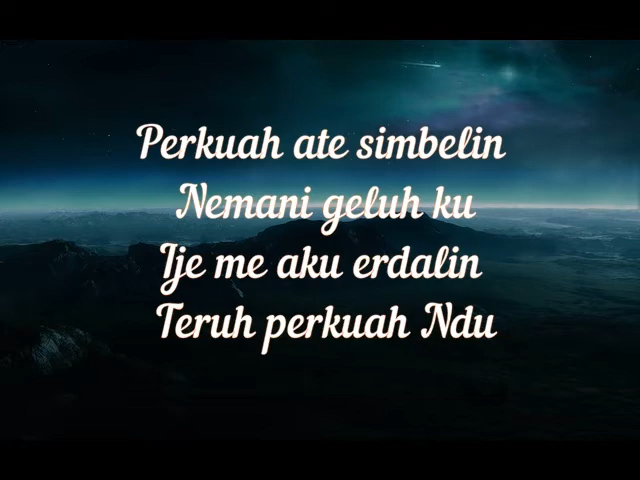 Perkuah ate simbelin
Nemani geluh ku
Ije me aku erdalin
Teruh perkuah Ndu